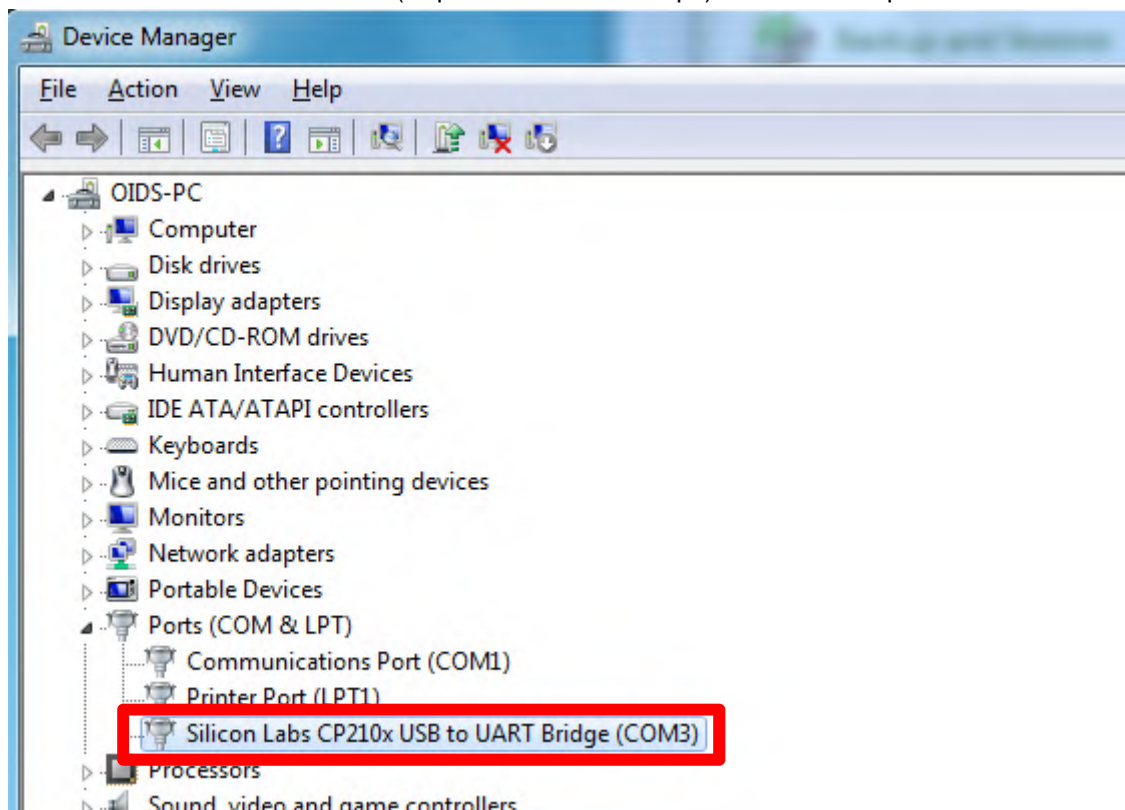 Device Manager
File Action View Help
OIDS-PC
Computer
Disk drives
Display adapters
DVD/CD-ROM drives
Human Interface Devices
IDE ATA/ATAPI controllers
Keyboards
Mice and other pointing devices
Monitors
Network adapters
Portable Devices
Ports (COM & LPT)
Communications Port (COM1)
Printer Port (LPT1)
Silicon Labs CP210x USB to UART Bridge (COM3)
Processors
Sound, video and game controllers